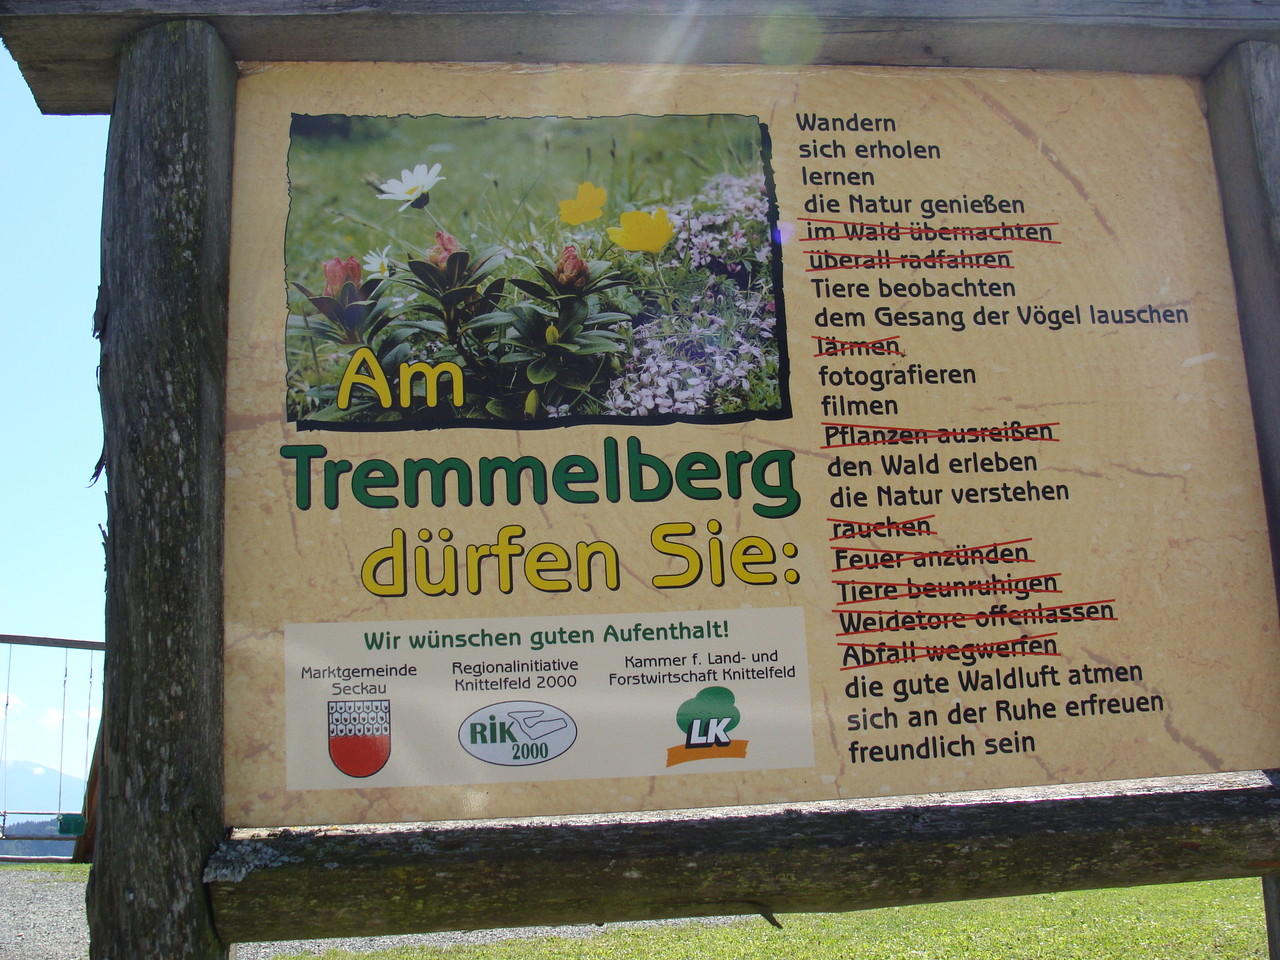 Am
Tremmelberg
dürfen Sie:
Wandern
sich erholen
lernen
die Natur genießen
im Wald übernachten
überall radfahren
Tiere beobachten
dem Gesang der Vögel lauschen
lärmen,
fotografieren
filmen
Pflanzen ausreißen
den Wald erleben
die Natur verstehen
rauchen
Feuer anzünden
Tiere beunruhigen
Weidetore offenlassen
Abfall wegwerfen
die gute Waldluft atmen
sich an der Ruhe erfreuen
freundlich sein
Wir wünschen guten Aufenthalt!
Marktgemeinde
Seckau
Regionalinitiative
Knittelfeld 2000
RiK
2000
Kammer f. Land- und
Forstwirtschaft Knittelfeld
LK